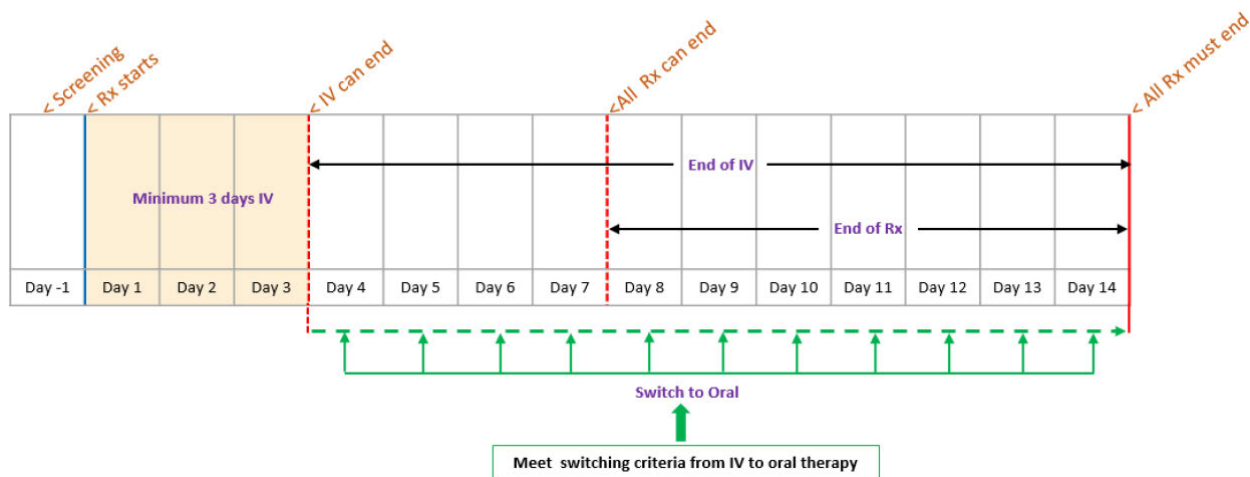 < Screening
< Rx starts
< IV can end
<All  Rx can end
< All Rx must end
End of IV
Minimum 3 days IV
End of Rx
Day -1
Day 1
Day 2
Day 3
Day 4
Day 5
Day 6
Day 7
Day 8
Day 9
Day 10
Day 11
Day 12
Day 13
Day 14
Switch to Oral
Meet  switching criteria from IV to oral therapy